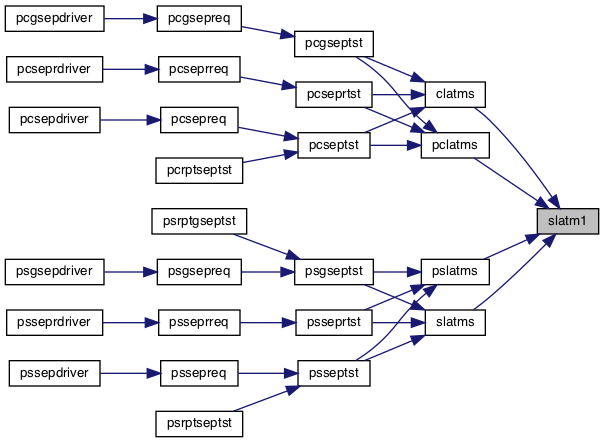 pcgsepdriver
pcgsepreq
pcgseptst
pcseprdriver
pcseprreq
pcseprtst
clatms
pcsepdriver
pcsepreq
pcseptst
pclatms
pcrptseptst
psrptgseptst
slatm1
psgsepdriver
psgsepreq
psgseptst
pslatms
psseprdriver
psseprreq
psseprtst
slatms
pssepdriver
pssepreq
psseptst
psrptseptst